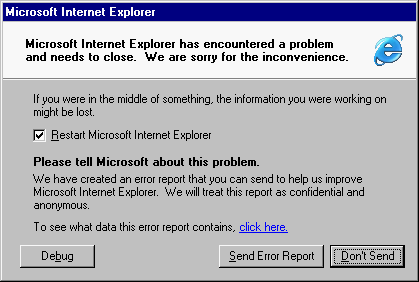 Microsoft Internet Explorer
Microsoft Internet Explorer has encountered a problem
and needs to close.  We are sorry for the inconvenience.
If you were in the middle of something, the information you were working on
might be lost.
Restart Microsoft Internet Explorer
Please tell Microsoft about this problem.
We have created an error report that you can send to help us improve
Microsoft Internet Explorer.  We will treat this report as confidential and
anonymous.
To see what data this error report contains, click here.
Debug Send Error Report Don't Send